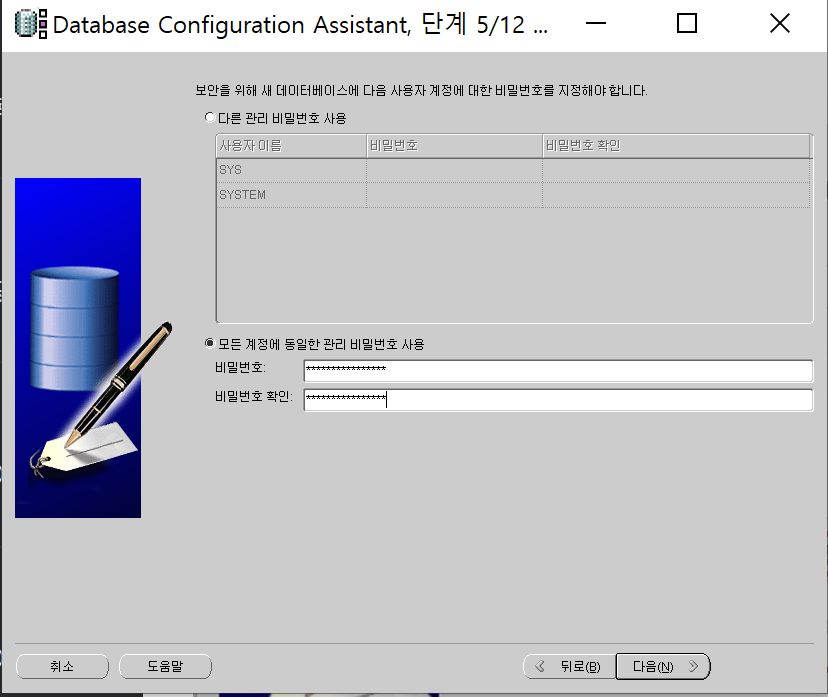 Database Configuration Assistant, 단계 5/12 ...
보안을 위해 새 데이터베이스에 다음 사용자 계정에 대한 비밀번호를 지정해야 합니다.
다른 관리 비밀번호 사용
사용자 이름 비밀번호 비밀번호 확인
SYS
SYSTEM
모든 계정에 동일한 관리 비밀번호 사용
비밀번호: ****************
비밀번호 확인: ****************
취소 도움말 뒤로(B) 다음(N)